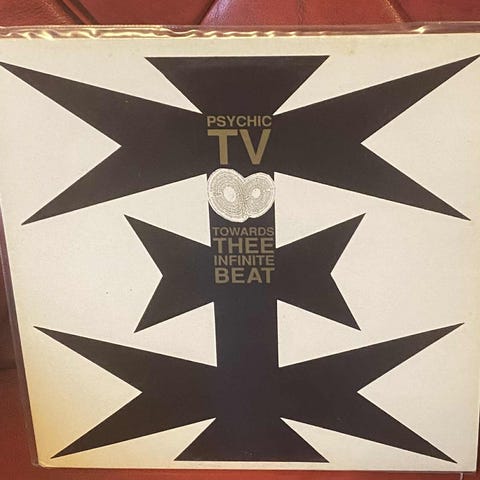 PSYCHIC
TV
TOWARDS
THEE
INFINITE
BEAT